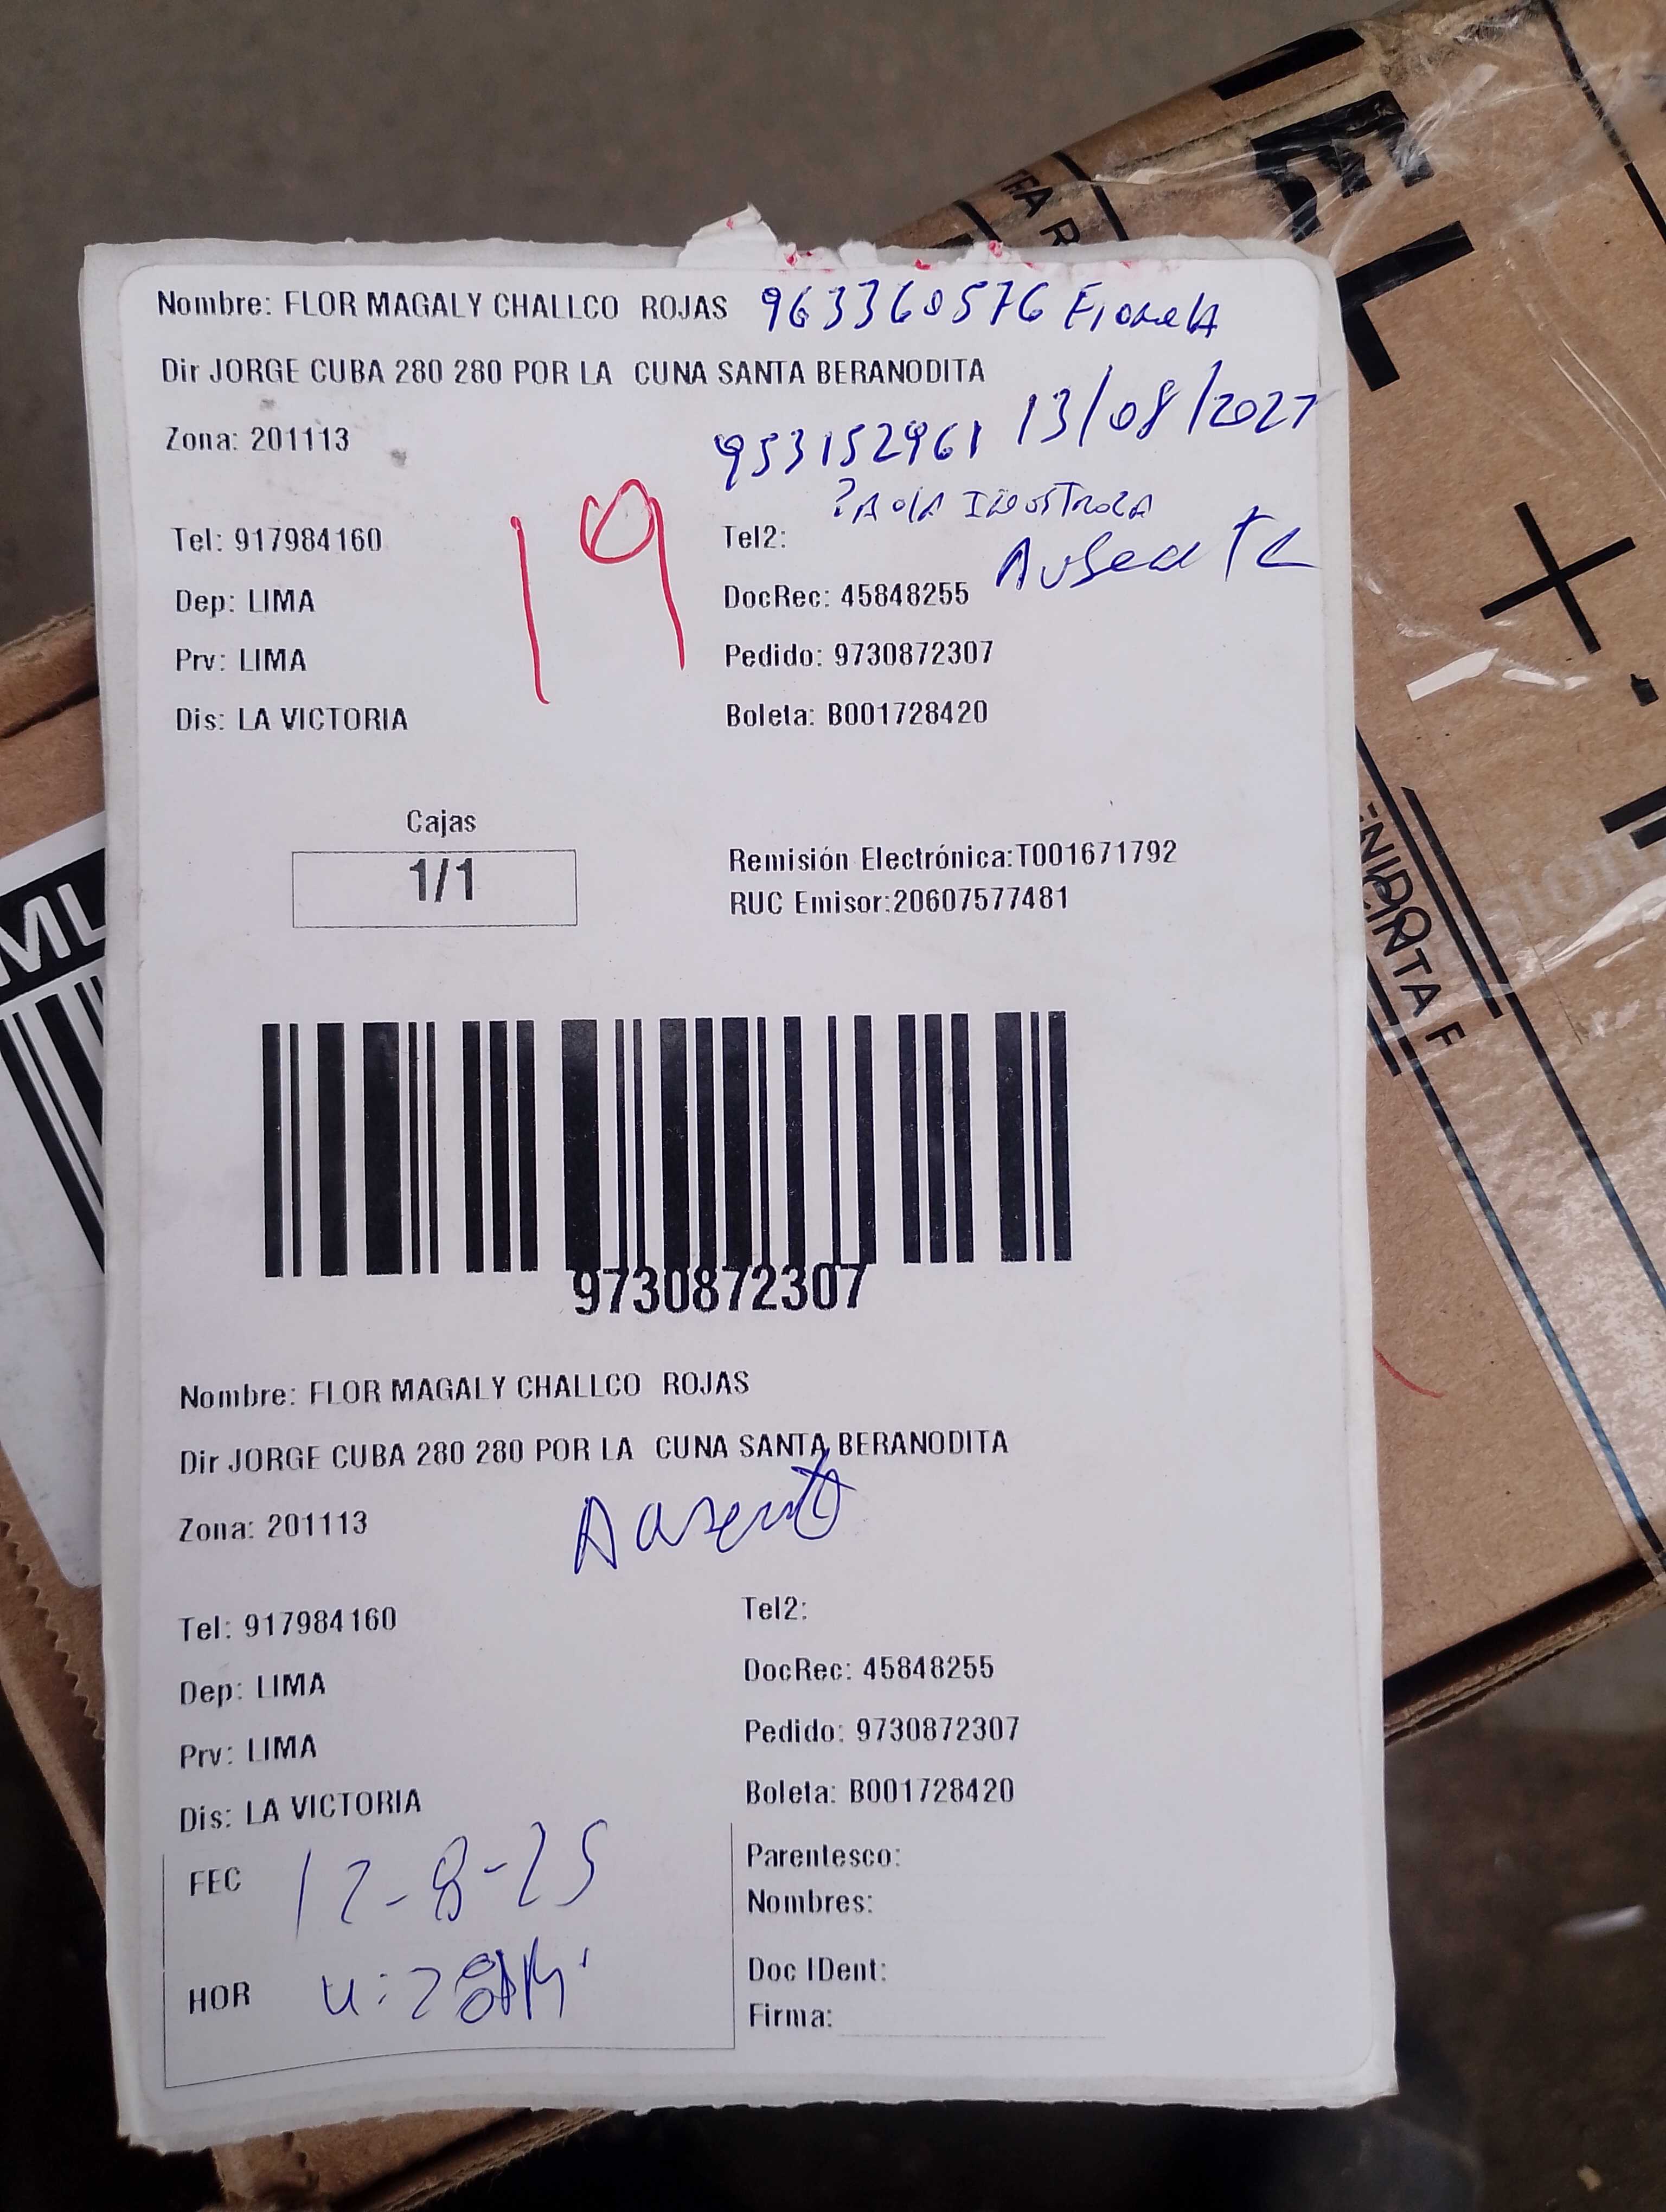 Nombre: FLOR MAGALY CHALLCO ROJAS 963360576 Fiorela
Dir JORGE CUBA 280 280 POR LA CUNA SANTA BERANODITA
Zona: 201113
953152961 13/08/2027
PAOLA INOSTROZA
Ausente
19
Tel: 917984160 Tel2:
Dep: LIMA DocRec: 45848255
Prv: LIMA Pedido: 9730872307
Dis: LA VICTORIA Boleta: B001728420
Cajas
1/1
Remisión Electrónica:T001671792
RUC Emisor:20607577481
9730872307
Nombre: FLOR MAGALY CHALLCO ROJAS
Dir JORGE CUBA 280 280 POR LA CUNA SANTA BERANODITA
Zona: 201113
Tel: 917984160 Tel2:
Dep: LIMA DocRec: 45848255
Prv: LIMA Pedido: 9730872307
Dis: LA VICTORIA Boleta: B001728420
FEC 12-8-25
HOR
Parentesco:
Nombres:
Doc IDent:
Firma:
ML
EL